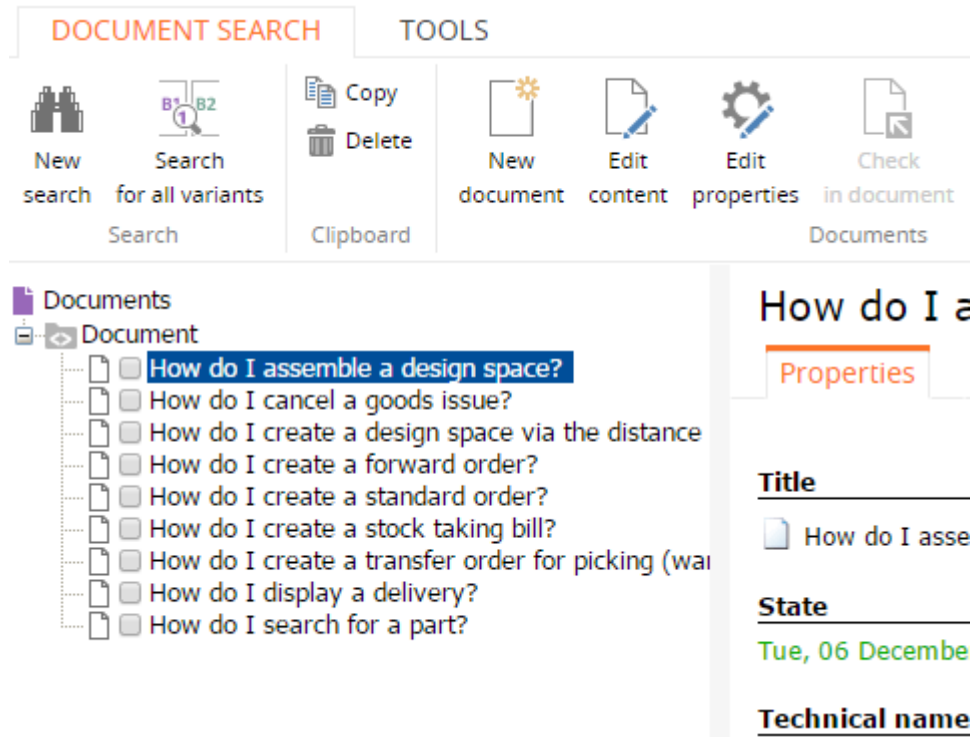 DOCUMENT SEARCH TOOLS
B1 B2
1
Copy
Delete
New search
Search for all variants
New document
Edit content
Edit properties
Check in document
Search
Clipboard
Documents
Documents
Document
How do I assemble a design space?
How do I cancel a goods issue?
How do I create a design space via the distance
How do I create a forward order?
How do I create a standard order?
How do I create a stock taking bill?
How do I create a transfer order for picking (wa
How do I display a delivery?
How do I search for a part?
How do I a
Properties
Title
How do I asse
State
Tue, 06 Decembe
Technical name